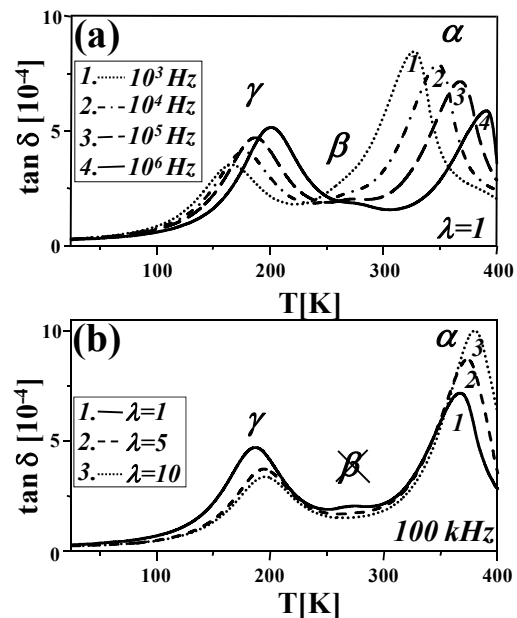 (a)
α
1. 10³ Hz
2. 10⁴ Hz
3. 10⁵ Hz
4. 10⁶ Hz
γ
β
1
2
3
4
tan δ [10⁻⁴]
10
5
0
λ=1
100
200
300
400
T[K]
(b)
α
1. λ=1
2. λ=5
3. λ=10
γ
β
3
2
1
tan δ [10⁻⁴]
10
5
0
100 kHz
100
200
300
400
T[K]